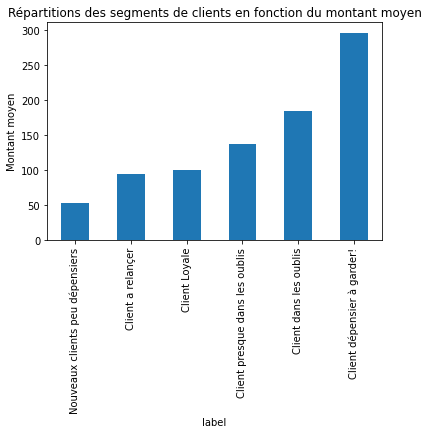 Répartitions des segments de clients en fonction du montant moyen
300
250
200
150
100
50
0
Montant moyen
Nouveaux clients peu dépensiers
Client a relançer
Client Loyale
Client presque dans les oublis
Client dans les oublis
Client dépensier à garder!
label